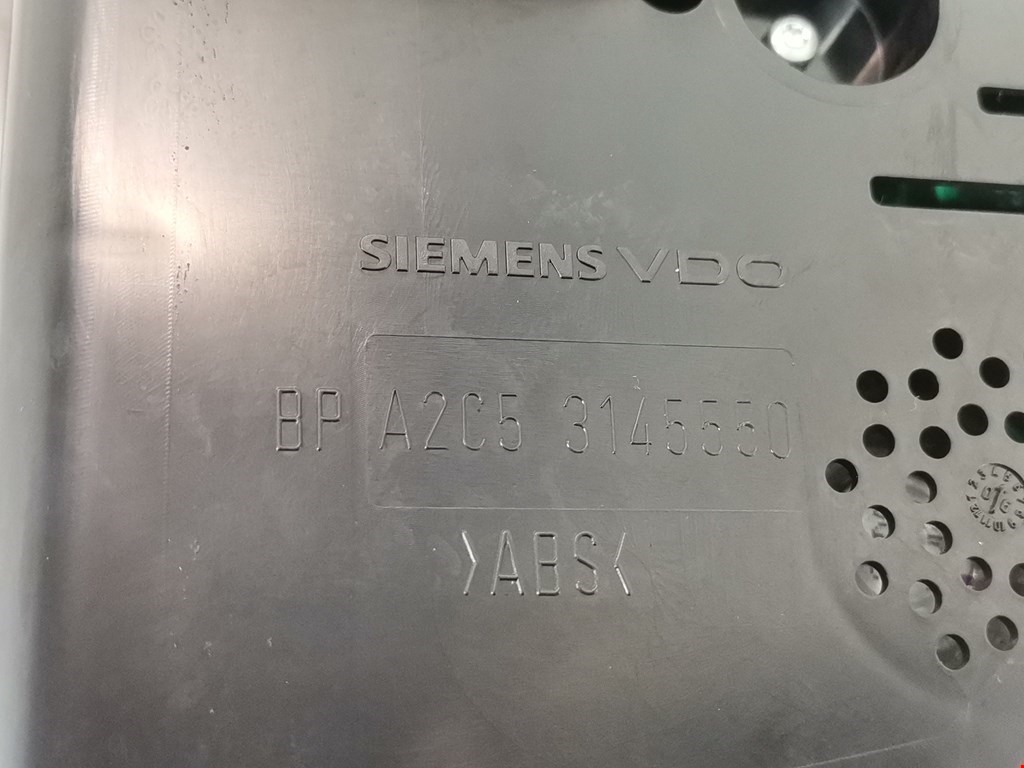 SIEMENS VDO
BP A2C5 3145550
>ABS<